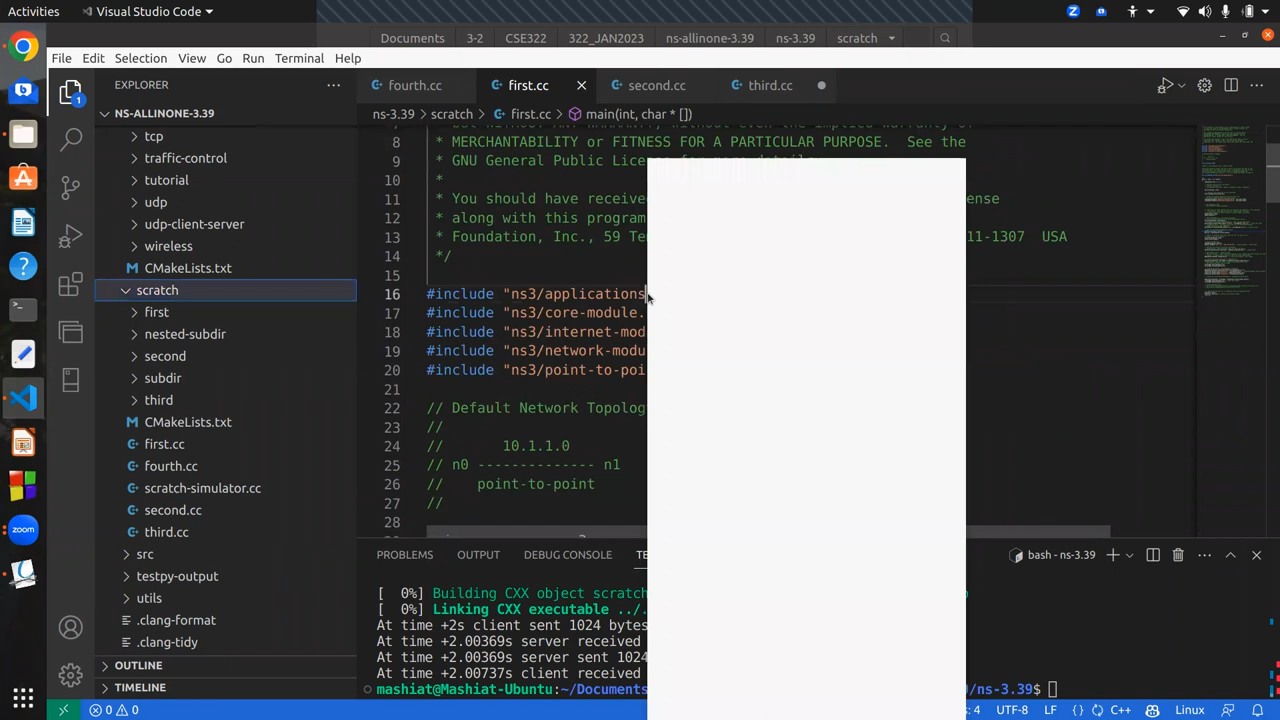 Activities
Visual Studio Code
Documents 3-2 CSE322 322_JAN2023 ns-allinone-3.39 ns-3.39 scratch
File Edit Selection View Go Run Terminal Help
EXPLORER
fourth.cc first.cc second.cc third.cc
NS-ALLINONE-3.39
ns-3.39 > scratch > first.cc > main(int, char * [])
tcp
traffic-control
tutorial
udp
udp-client-server
wireless
CMakeLists.txt
scratch
first
nested-subdir
second
subdir
third
CMakeLists.txt
first.cc
fourth.cc
scratch-simulator.cc
second.cc
third.cc
src
testpy-output
utils
.clang-format
.clang-tidy
OUTLINE
TIMELINE
8 * MERCHANTABILITY or FITNESS FOR A PARTICULAR PURPOSE. See the
9 * GNU General Public License for more details.
10 *
11 * You should have receive ense
12 * along with this program
13 * Foundation, Inc., 59 Te 11-1307 USA
14 */
15
16 #include "ns3/applications
17 #include "ns3/core-module.
18 #include "ns3/internet-mod
19 #include "ns3/network-modu
20 #include "ns3/point-to-poi
21
22 // Default Network Topolog
23 //
24 // 10.1.1.0
25 // n0 -------------- n1
26 // point-to-point
27 //
28
PROBLEMS OUTPUT DEBUG CONSOLE TE
bash - ns-3.39
[ 0%] Building CXX object scratch
[ 0%] Linking CXX executable ../.
At time +2s client sent 1024 bytes
At time +2.00369s server received
At time +2.00369s server sent 1024
At time +2.00737s client received
mashiat@Mashiat-Ubuntu:~/Documents /ns-3.39$
0 0
: 4 UTF-8 LF {} C++ Linux